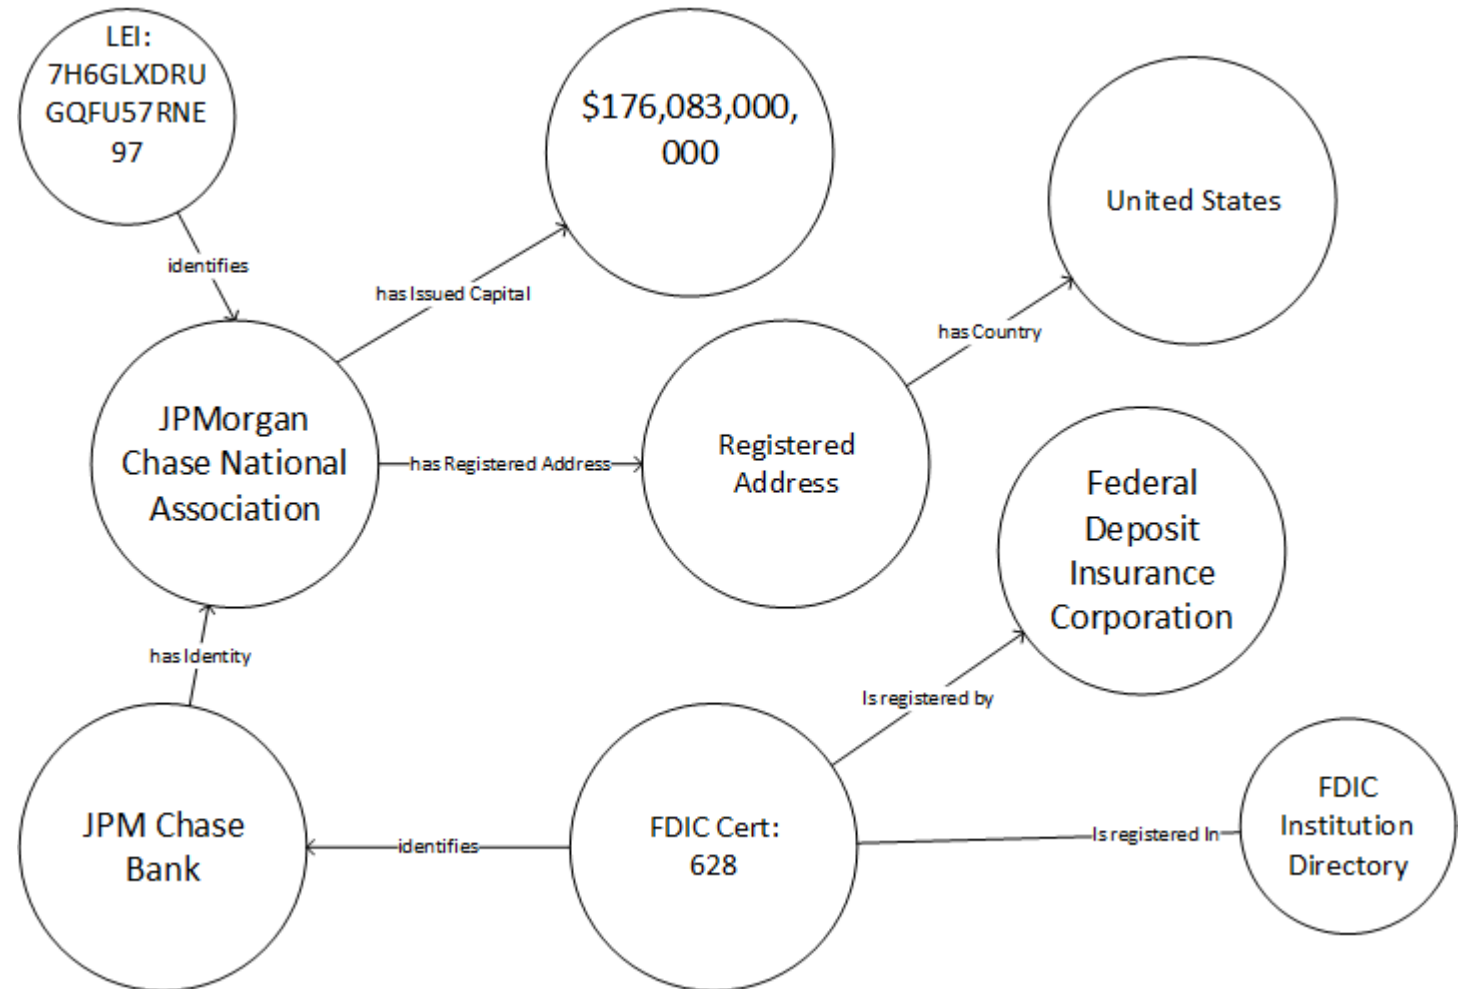 LEI:
7H6GLXDRU
GQFU57RNE
97
$176,083,000,
000
United States
identifies
has Issued Capital
has Country
JPMorgan
Chase National
Association
has Registered Address
Registered
Address
Federal
Deposit
Insurance
Corporation
has Identity
Is registered by
JPM Chase
Bank
identifies
FDIC Cert:
628
Is registered In
FDIC
Institution
Directory